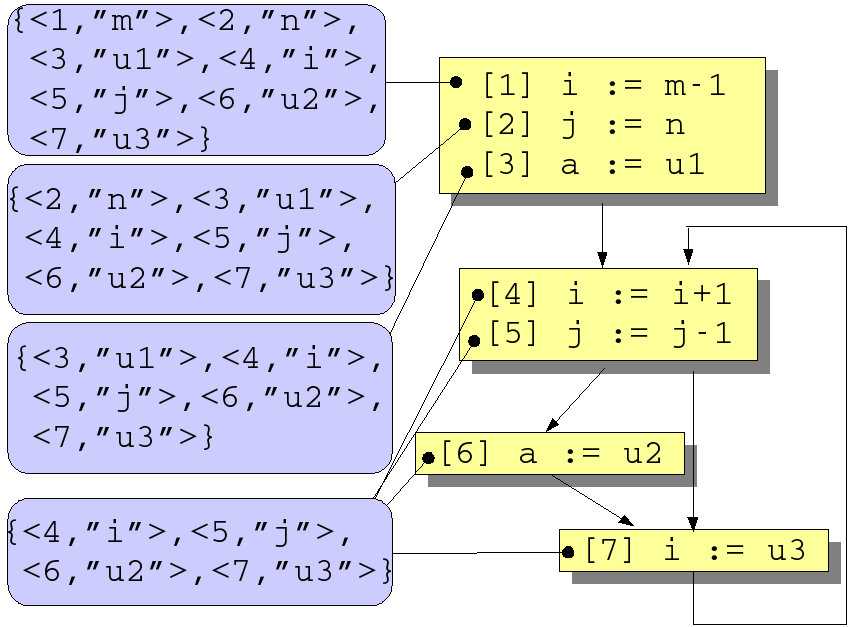 {<1,”m”>,<2,”n”>,
<3,”u1”>,<4,”i”>,
<5,”j”>,<6,”u2”>,
<7,”u3”>}
{<2,”n”>,<3,”u1”>,
<4,”i”>,<5,”j”>,
<6,”u2”>,<7,”u3”>}
{<3,”u1”>,<4,”i”>,
<5,”j”>,<6,”u2”>,
<7,”u3”>}
{<4,”i”>,<5,”j”>,
<6,”u2”>,<7,”u3”>}
[1] i := m-1
[2] j := n
[3] a := u1
[4] i := i+1
[5] j := j-1
[6] a := u2
[7] i := u3